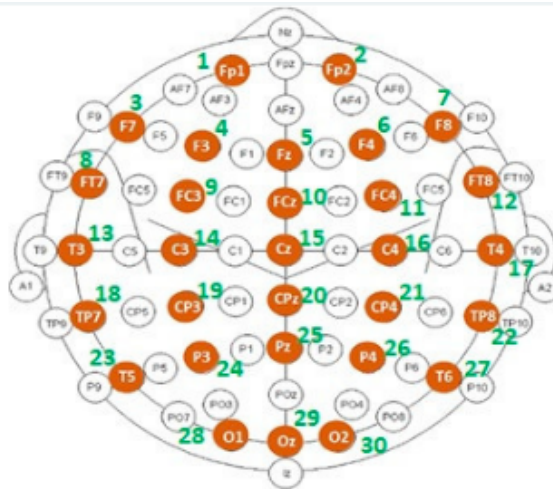 Nz
1 Fp1 Fpz Fp2 2
AF7 AF3 AFz AF4 AF8
F9 3 F7 F5 4 F3 F1 5 Fz F2 6 F4 F6 7 F8 F10
FT9 8 FT7 FC5 9 FC3 FC1 10 FCz FC2 11 FC4 FC5 FT8 12 FT10
A1 T9 13 T3 C5 C3 14 C1 Cz 15 C2 C4 16 C6 T4 17 T10 A2
TP9 18 TP7 CP5 19 CP3 CP1 CPz 20 CP2 CP4 21 CP6 TP8 22 TP10
P9 23 T5 P5 P3 24 P1 Pz 25 P2 P4 26 P6 T6 27 P10
PO7 PO3 POz PO4 PO8
28 O1 29 Oz O2 30
Iz